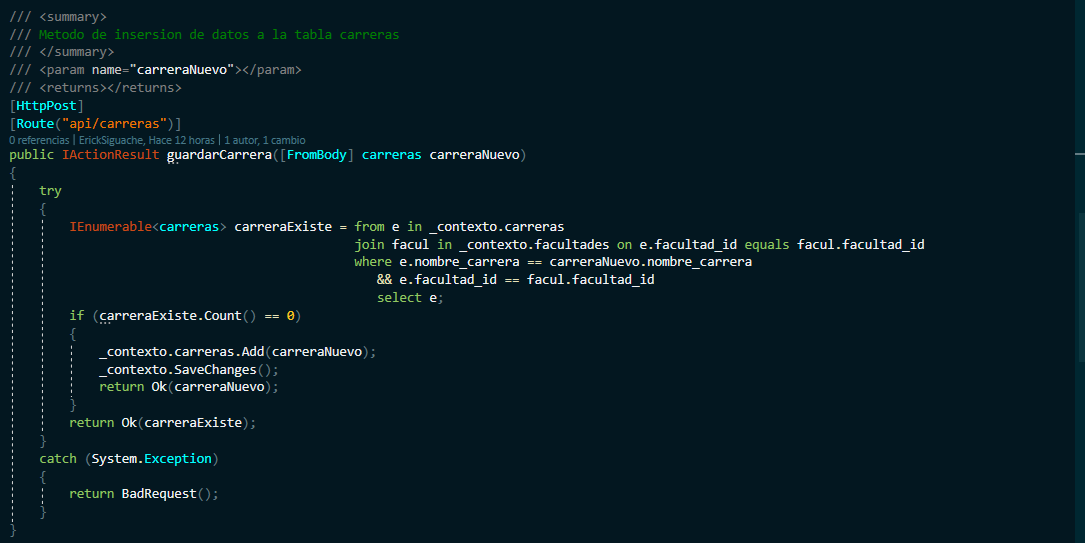 /// <summary>
/// Metodo de insersion de datos a la tabla carreras
/// </summary>
/// <param name="carreraNuevo"></param>
/// <returns></returns>
[HttpPost]
[Route("api/carreras")]
0 referencias | ErickSiguache, Hace 12 horas | 1 autor, 1 cambio
public IActionResult guardarCarrera([FromBody] carreras carreraNuevo)
{
try
{
IEnumerable<carreras> carreraExiste = from e in _contexto.carreras
join facul in _contexto.facultades on e.facultad_id equals facul.facultad_id
where e.nombre_carrera == carreraNuevo.nombre_carrera
&& e.facultad_id == facul.facultad_id
select e;
if (carreraExiste.Count() == 0)
{
_contexto.carreras.Add(carreraNuevo);
_contexto.SaveChanges();
return Ok(carreraNuevo);
}
return Ok(carreraExiste);
}
catch (System.Exception)
{
return BadRequest();
}
}